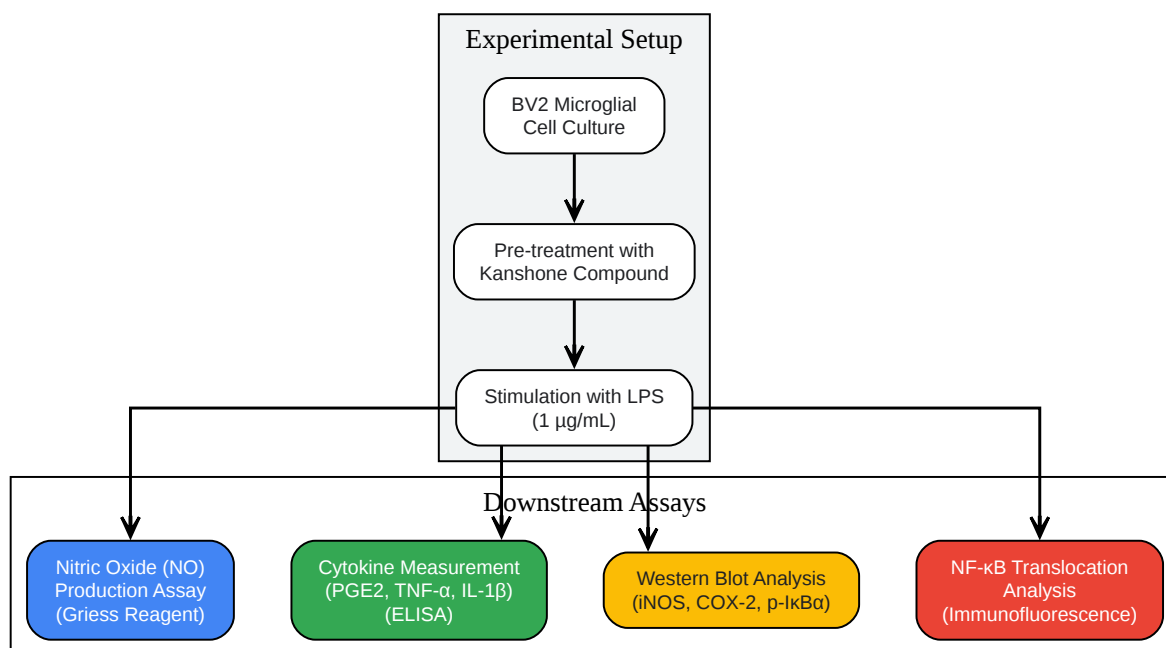 Experimental Setup
BV2 Microglial
Cell Culture
Pre-treatment with
Kanshone Compound
Stimulation with LPS
(1 µg/mL)
Downstream Assays
Nitric Oxide (NO)
Production Assay
(Griess Reagent)
Cytokine Measurement
(PGE2, TNF-α, IL-1β)
(ELISA)
Western Blot Analysis
(iNOS, COX-2, p-IκBα)
NF-κB Translocation
Analysis
(Immunofluorescence)